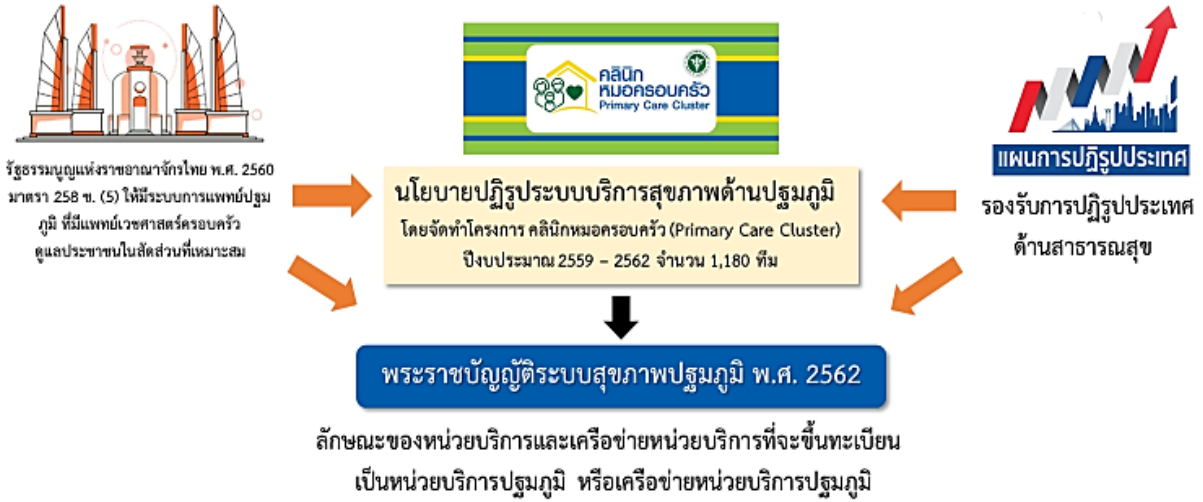 คลินิก
หมอครอบครัว
Primary Care Cluster
แผนการปฏิรูปประเทศ
รัฐธรรมนูญแห่งราชอาณาจักรไทย พ.ศ. 2560
มาตรา 258 ช. (5) ให้มีระบบการแพทย์ปฐม
ภูมิ ที่มีแพทย์เวชศาสตร์ครอบครัว
ดูแลประชาชนในสัดส่วนที่เหมาะสม
นโยบายปฏิรูประบบบริการสุขภาพด้านปฐมภูมิ
โดยจัดทำโครงการ คลินิกหมอครอบครัว (Primary Care Cluster)
ปีงบประมาณ 2559 – 2562 จำนวน 1,180 ทีม
รองรับการปฏิรูปประเทศ
ด้านสาธารณสุข
พระราชบัญญัติระบบสุขภาพปฐมภูมิ พ.ศ. 2562
ลักษณะของหน่วยบริการและเครือข่ายหน่วยบริการที่จะขึ้นทะเบียน
เป็นหน่วยบริการปฐมภูมิ หรือเครือข่ายหน่วยบริการปฐมภูมิ